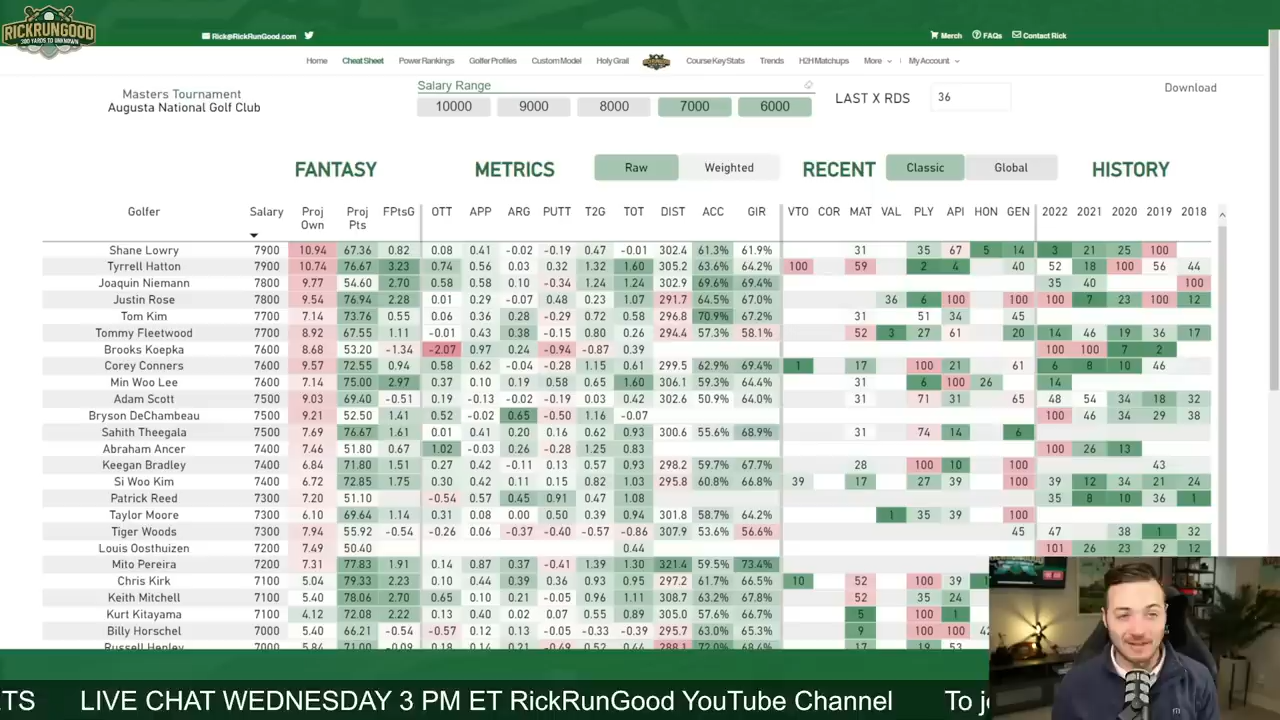 RICKRUNGOOD
300 YARDS TO UNKNOWN
Rick@RickRunGood.com
Merch FAQs Contact Rick
Home Cheat Sheet Power Rankings Golfer Profiles Custom Model Holy Grail Course Key Stats Trends H2H Matchups More My Account
Masters Tournament
Augusta National Golf Club
Salary Range
10000 9000 8000 7000 6000
LAST X RDS 36
Download
FANTASY METRICS Raw Weighted RECENT Classic Global HISTORY
Golfer Salary Proj Own Proj Pts FPtsG OTT APP ARG PUTT T2G TOT DIST ACC GIR VTO COR MAT VAL PLY API HON GEN 2022 2021 2020 2019 2018
Shane Lowry 7900 10.94 67.36 0.82 0.08 0.41 -0.02 -0.19 0.47 -0.01 302.4 61.3% 61.9% 31 35 67 5 14 3 21 25 100
Tyrrell Hatton 7900 10.74 76.67 3.23 0.74 0.56 0.03 0.32 1.32 1.60 305.2 63.6% 64.2% 100 59 2 4 40 52 18 100 56 44
Joaquin Niemann 7800 9.77 54.60 2.70 0.58 0.58 0.10 -0.34 1.24 1.24 302.9 69.6% 69.4% 35 40 100
Justin Rose 7800 9.54 76.94 2.28 0.01 0.29 -0.07 0.48 0.23 1.07 291.7 64.5% 67.0% 36 6 100 100 100 7 23 100 12
Tom Kim 7700 7.14 73.76 0.55 0.06 0.36 0.28 -0.29 0.72 0.58 296.8 70.9% 67.2% 31 51 34 45
Tommy Fleetwood 7700 8.92 67.55 1.11 -0.01 0.43 0.38 -0.15 0.80 0.26 294.4 57.3% 58.1% 52 3 27 61 20 14 46 19 36 17
Brooks Koepka 7600 8.68 53.20 -1.34 -2.07 0.97 0.24 -0.94 -0.87 0.39 100 100 7 2
Corey Conners 7600 9.57 72.55 0.94 0.58 0.62 -0.04 -0.28 1.15 0.61 299.5 62.9% 69.4% 1 17 100 21 61 6 8 10 46
Min Woo Lee 7600 7.14 75.00 2.97 0.37 0.10 0.19 0.58 0.65 1.60 306.1 59.3% 64.4% 31 6 100 26 14
Adam Scott 7500 9.03 69.40 -0.51 0.19 -0.13 -0.02 -0.19 0.03 0.42 302.6 50.9% 64.0% 31 71 31 65 48 54 34 18 32
Bryson DeChambeau 7500 9.21 52.50 1.41 0.52 -0.02 0.65 -0.50 1.16 -0.07 100 46 34 29 38
Sahith Theegala 7500 7.69 76.67 1.61 0.01 0.41 0.20 0.16 0.62 0.93 300.6 55.6% 68.9% 31 74 14 6
Abraham Ancer 7400 7.46 51.80 0.67 1.02 -0.03 0.26 -0.28 1.25 0.83 100 26 13
Keegan Bradley 7400 6.84 71.80 1.51 0.27 0.42 -0.11 0.13 0.57 0.93 298.2 59.7% 67.7% 28 100 10 100 43
Si Woo Kim 7400 6.72 72.85 1.75 0.30 0.42 0.11 0.15 0.82 1.03 295.8 60.8% 66.8% 39 17 27 39 100 39 12 34 21 24
Patrick Reed 7300 7.20 51.10 -0.54 0.57 0.45 0.91 0.47 1.08 35 8 10 36 1
Taylor Moore 7300 6.10 69.64 1.14 0.31 0.08 0.00 0.50 0.39 0.94 301.8 58.7% 64.2% 1 35 39 100
Tiger Woods 7300 7.94 55.92 -0.54 -0.26 0.06 -0.37 -0.40 -0.57 -0.86 307.9 53.6% 56.6% 45 47 38 1 32
Louis Oosthuizen 7200 7.49 50.40 0.44 101 26 23 29 12
Mito Pereira 7200 7.31 77.83 1.91 0.14 0.87 0.37 -0.41 1.39 1.30 321.4 59.5% 73.4%
Chris Kirk 7100 5.04 79.33 2.23 0.10 0.44 0.39 0.36 0.93 0.95 297.2 61.7% 66.5% 10 52 100 39
Keith Mitchell 7100 5.40 78.06 2.70 0.65 0.10 0.21 -0.05 0.96 1.11 308.7 63.2% 67.8% 52 35 24
Kurt Kitayama 7100 4.12 72.08 2.22 0.13 0.40 0.02 0.07 0.55 0.89 305.0 57.6% 66.7% 5 100 1
Billy Horschel 7000 5.40 66.21 -0.54 -0.57 0.12 0.13 -0.05 -0.33 -0.39 295.7 63.0% 65.3% 9 100 100 42
Russell Henley 7000 5.84 71.00 -0.09 0.18 0.14 0.21 -0.49 0.52 0.44 288.1 72.0% 68.4% 17 19 53
TS LIVE CHAT WEDNESDAY 3 PM ET RickRunGood YouTube Channel To jo